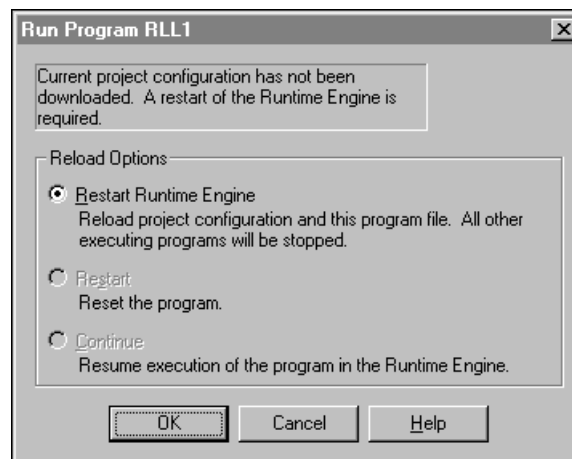 Run Program RLL1
Current project configuration has not been
downloaded.  A restart of the Runtime Engine is
required.
Reload Options
Restart Runtime Engine
Reload project configuration and this program file.  All other
executing programs will be stopped.
Restart
Reset the program.
Continue
Resume execution of the program in the Runtime Engine.
OK Cancel Help